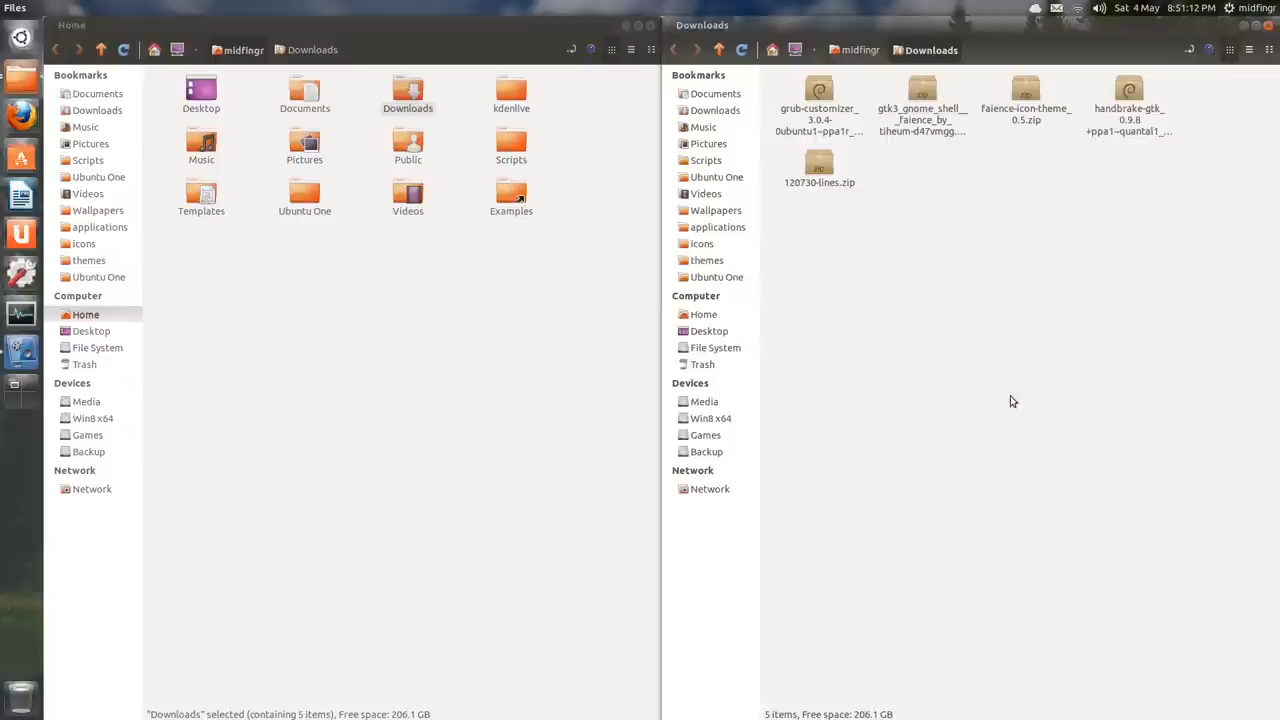 Files
Sat 4 May 8:51:12 PM
midfingr
Home
midfingr
Downloads
Bookmarks
Documents
Downloads
Music
Pictures
Scripts
Ubuntu One
Videos
Wallpapers
applications
icons
themes
Ubuntu One
Computer
Home
Desktop
File System
Trash
Devices
Media
Win8 x64
Games
Backup
Network
Network
Desktop
Documents
Downloads
kdenlive
Music
Pictures
Public
Scripts
Templates
Ubuntu One
Videos
Examples
"Downloads" selected (containing 5 items), Free space: 206.1 GB
Downloads
midfingr
Downloads
Bookmarks
Documents
Downloads
Music
Pictures
Scripts
Ubuntu One
Videos
Wallpapers
applications
icons
themes
Ubuntu One
Computer
Home
Desktop
File System
Trash
Devices
Media
Win8 x64
Games
Backup
Network
Network
grub-customizer_
3.0.4-
0ubuntu1~ppa1r_...
zip
gtk3_gnome_shell__
_faience_by_
tiheum-d47vmgg....
zip
faience-icon-theme_
0.5.zip
handbrake-gtk_
0.9.8
+ppa1~quantal1_...
zip
120730-lines.zip
5 items, Free space: 206.1 GB